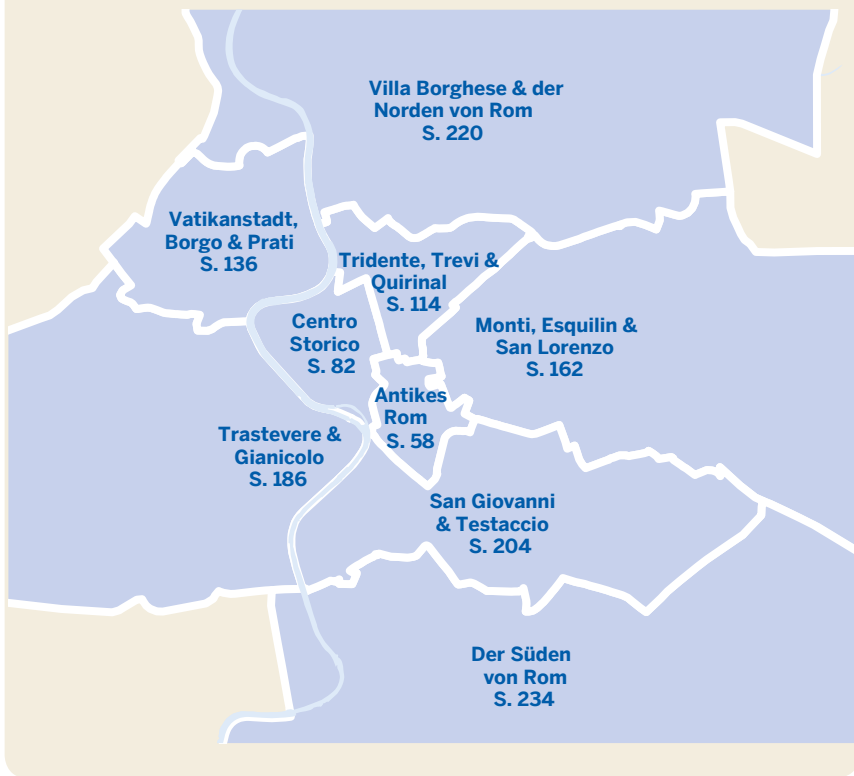 Villa Borghese & der
Norden von Rom
S. 220
Vatikanstadt,
Borgo & Prati
S. 136
Tridente, Trevi &
Quirinal
S. 114
Centro
Storico
S. 82
Monti, Esquilin &
San Lorenzo
S. 162
Antikes
Rom
S. 58
Trastevere &
Gianicolo
S. 186
San Giovanni
& Testaccio
S. 204
Der Süden
von Rom
S. 234